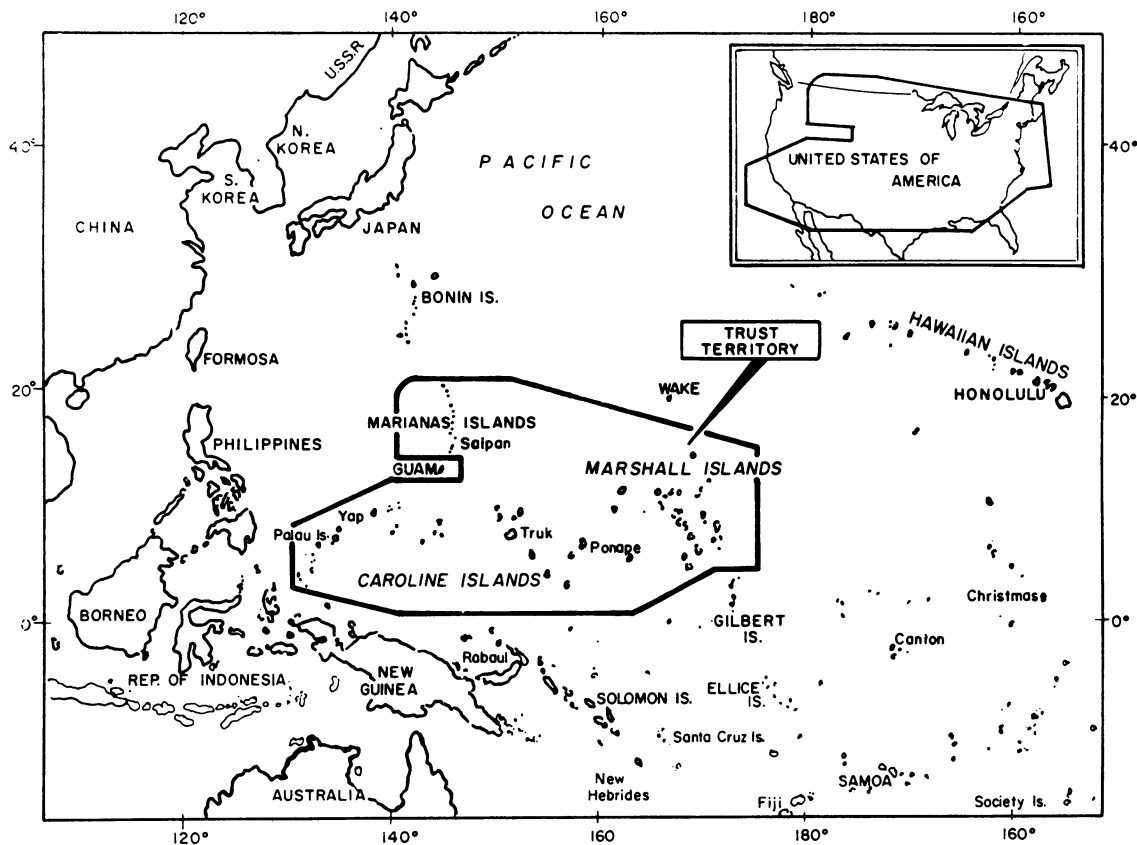 120°
140°
160°
180°
160°
U.S.S.R
N.
KOREA
40°
40°
PACIFIC
OCEAN
S.
KOREA
CHINA
JAPAN
UNITED STATES OF
AMERICA
BONIN IS.
HAWAIIAN ISLANDS
TRUST
TERRITORY
FORMOSA
20°
WAKE
HONOLULU
20°
MARIANAS ISLANDS
Saipan
PHILIPPINES
GUAM
MARSHALL ISLANDS
Yap
Palau Is.
Truk
Ponape
CAROLINE ISLANDS
Christmas
BORNEO
0°
GILBERT
IS.
0°
Canton
Rabaul
REP. OF INDONESIA
NEW
GUINEA
SOLOMON IS.
ELLICE
IS.
Santa Cruz Is.
New
Hebrides
SAMOA
AUSTRALIA
Fiji
Society Is.
120°
140°
160°
180°
160°